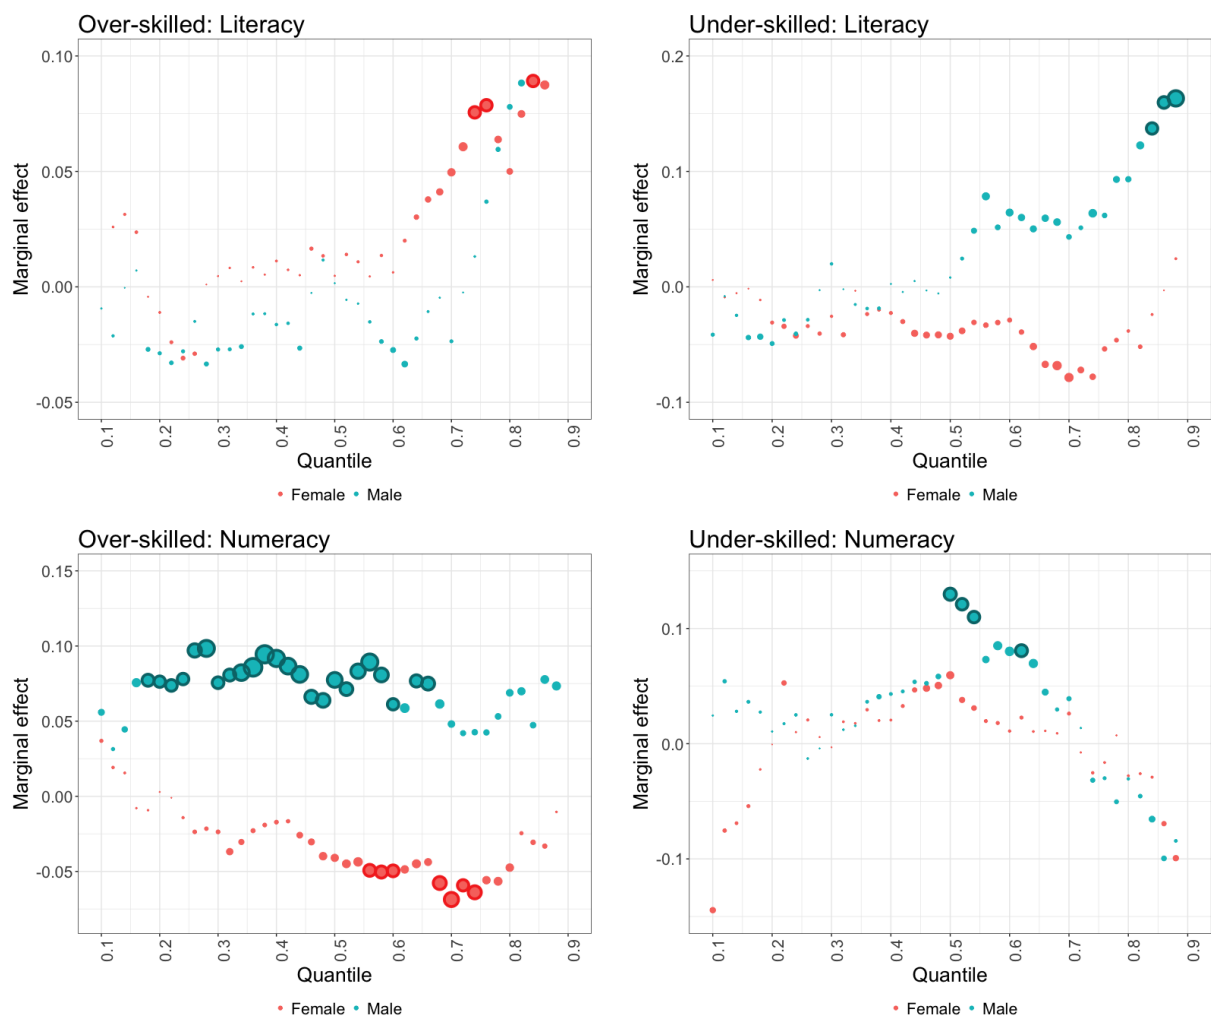 Over-skilled: Literacy
Marginal effect
0.10
0.05
0.00
-0.05
0.1 0.2 0.3 0.4 0.5 0.6 0.7 0.8 0.9
Quantile
Female Male
Under-skilled: Literacy
Marginal effect
0.2
0.1
0.0
-0.1
0.1 0.2 0.3 0.4 0.5 0.6 0.7 0.8 0.9
Quantile
Female Male
Over-skilled: Numeracy
Marginal effect
0.15
0.10
0.05
0.00
-0.05
0.1 0.2 0.3 0.4 0.5 0.6 0.7 0.8 0.9
Quantile
Female Male
Under-skilled: Numeracy
Marginal effect
0.1
0.0
-0.1
0.1 0.2 0.3 0.4 0.5 0.6 0.7 0.8 0.9
Quantile
Female Male